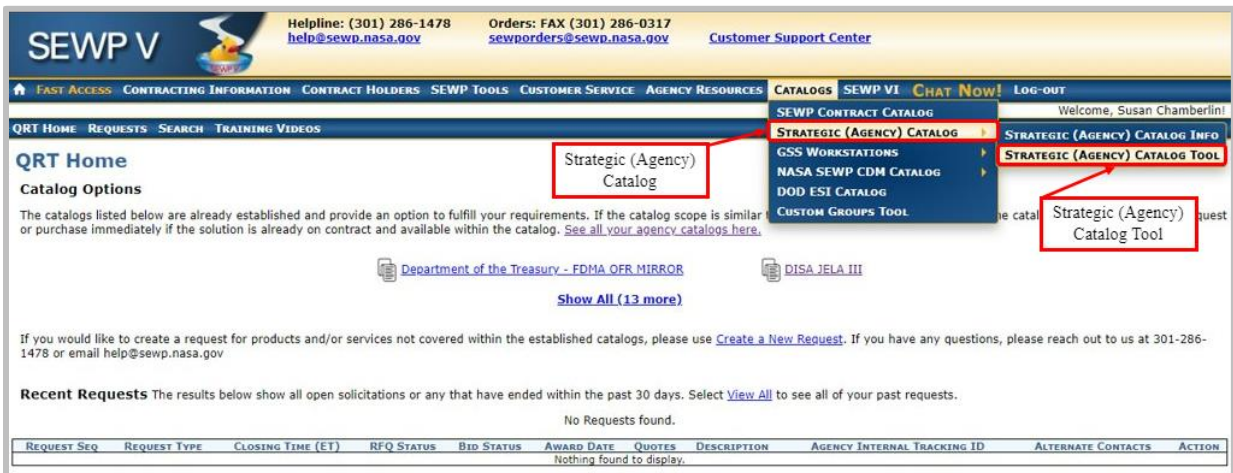 SEWP V
Helpline: (301) 286-1478 Orders: FAX (301) 286-0317
help@sewp.nasa.gov sewporders@sewp.nasa.gov Customer Support Center
FAST ACCESS CONTRACTING INFORMATION CONTRACT HOLDERS SEWP TOOLS CUSTOMER SERVICE AGENCY RESOURCES CATALOGS SEWP VI CHAT NOW! LOG-OUT
Welcome, Susan Chamberlin!
SEWP CONTRACT CATALOG
QRT HOME REQUESTS SEARCH TRAINING VIDEOS
STRATEGIC (AGENCY) CATALOG
STRATEGIC (AGENCY) CATALOG INFO
GSS WORKSTATIONS
STRATEGIC (AGENCY) CATALOG TOOL
NASA SEWP CDM CATALOG
DOD ESI CATALOG
CUSTOM GROUPS TOOL
Strategic (Agency)
Catalog
Strategic (Agency)
Catalog Tool
QRT Home
Catalog Options
The catalogs listed below are already established and provide an option to fulfill your requirements. If the catalog scope is similar the catal quest
or purchase immediately if the solution is already on contract and available within the catalog. See all your agency catalogs here.
Department of the Treasury - FDMA OFR MIRROR DISA JELA III
Show All (13 more)
If you would like to create a request for products and/or services not covered within the established catalogs, please use Create a New Request. If you have any questions, please reach out to us at 301-286-
1478 or email help@sewp.nasa.gov
Recent Requests The results below show all open solicitations or any that have ended within the past 30 days. Select View All to see all of your past requests.
No Requests found.
REQUEST SEQ REQUEST TYPE CLOSING TIME (ET) RFQ STATUS BID STATUS AWARD DATE QUOTES DESCRIPTION AGENCY INTERNAL TRACKING ID ALTERNATE CONTACTS ACTION
Nothing found to display.